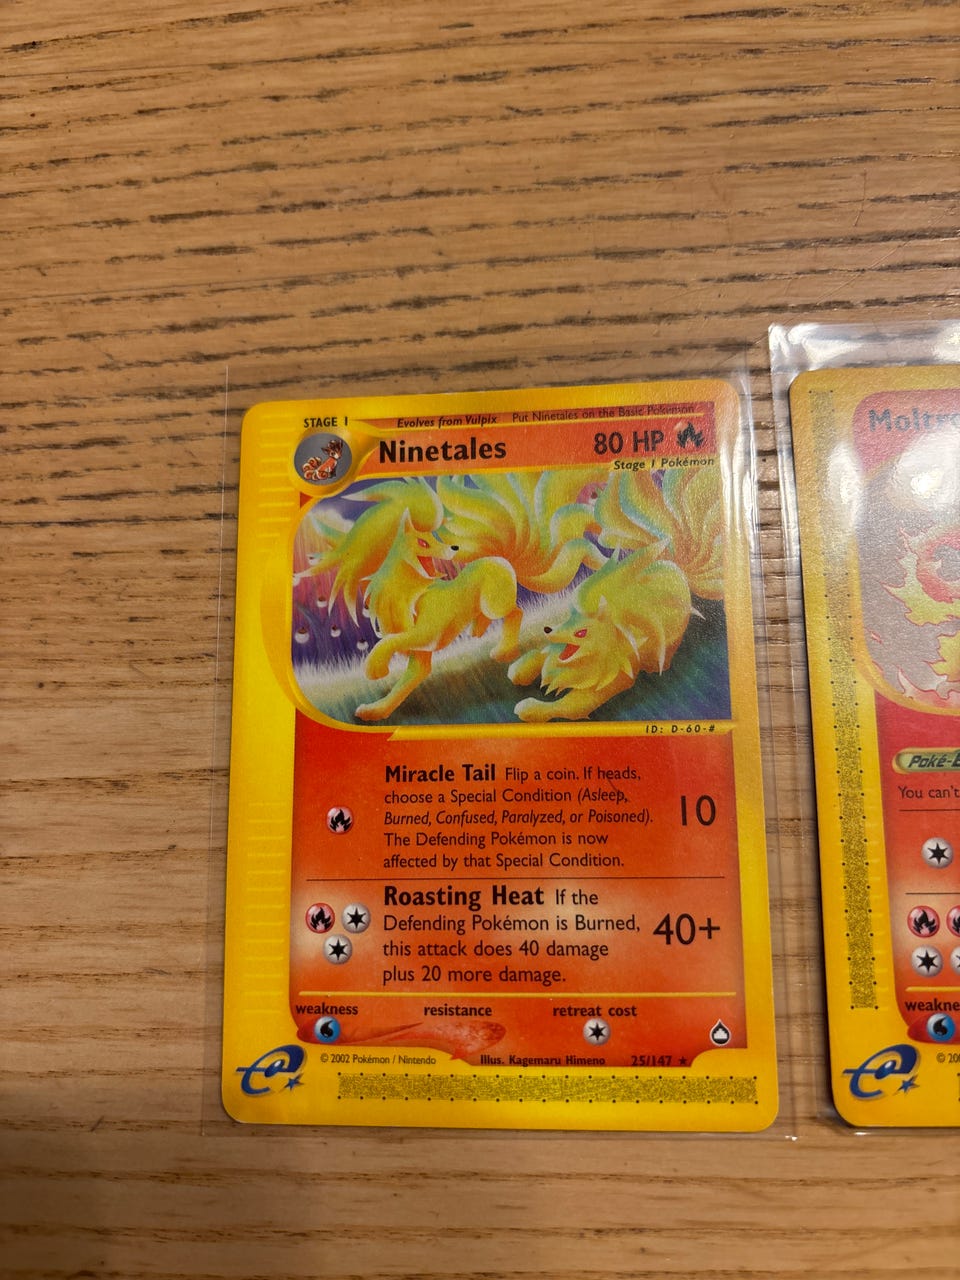 STAGE 1
Evolves from Vulpix Put Ninetales on the Basic Pokémon
Ninetales
80 HP
Stage 1 Pokémon
ID: D-60-#
Miracle Tail Flip a coin. If heads,
choose a Special Condition (Asleep,
Burned, Confused, Paralyzed, or Poisoned).
The Defending Pokémon is now
affected by that Special Condition.
10
Roasting Heat If the
Defending Pokémon is Burned,
this attack does 40 damage
plus 20 more damage.
40+
weakness resistance retreat cost
© 2002 Pokémon / Nintendo Illus. Kagemaru Himeno 25/147 ★
e
Moltr
Poké-
You can't
weakne
© 20
e